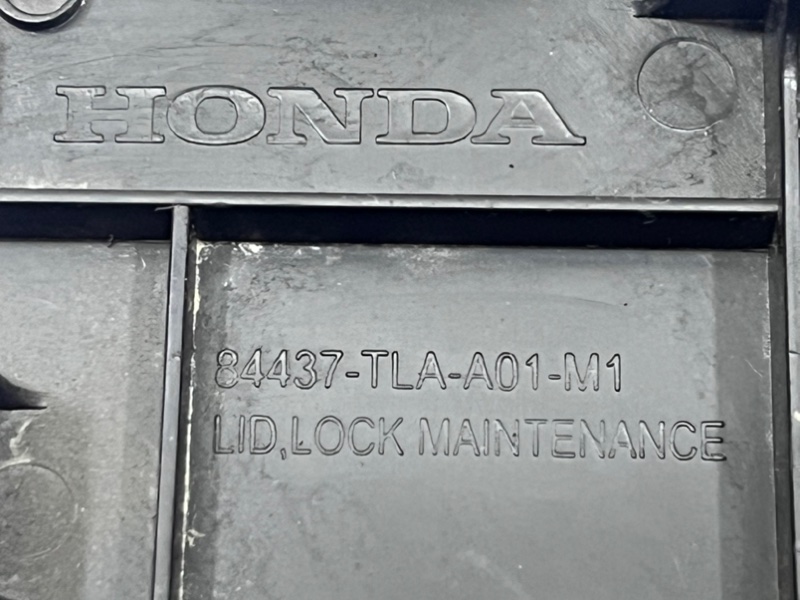 HONDA
84437-TLA-A01-M1
LID,LOCK MAINTENANCE